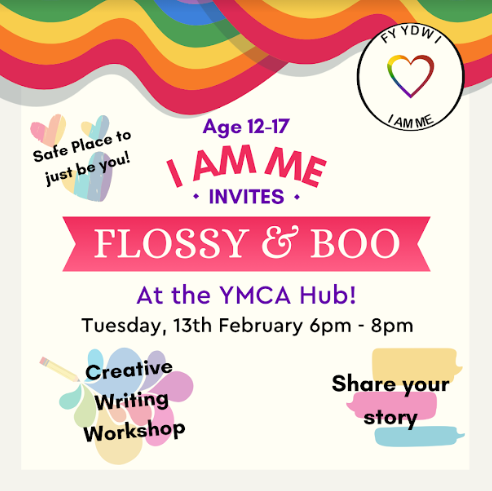 FY YDW I
I AM ME
Age 12-17
Safe Place to
just be you!
I AM ME
• INVITES •
FLOSSY & BOO
At the YMCA Hub!
Tuesday, 13th February 6pm - 8pm
Creative
Writing
Workshop
Share your
story